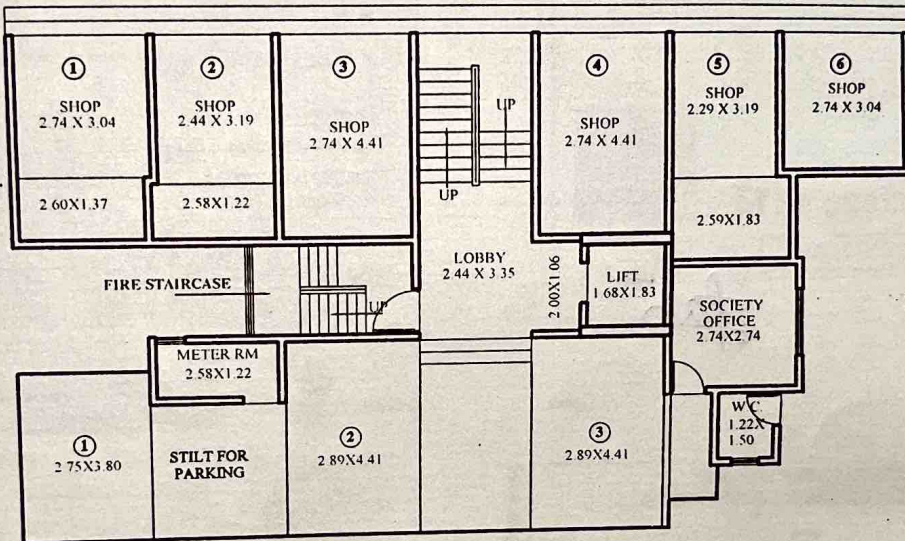 ①
SHOP
2.74 X 3.04
2.60X1.37
②
SHOP
2.44 X 3.19
2.58X1.22
③
SHOP
2.74 X 4.41
UP
UP
④
SHOP
2.74 X 4.41
⑤
SHOP
2.29 X 3.19
2.59X1.83
⑥
SHOP
2.74 X 3.04
FIRE STAIRCASE
UP
LOBBY
2.44 X 3.35
2.00X1.06
LIFT
1.68X1.83
SOCIETY
OFFICE
2.74X2.74
METER RM
2.58X1.22
①
2.75X3.80
STILT FOR
PARKING
②
2.89X4.41
③
2.89X4.41
W.C.
1.22X
1.50